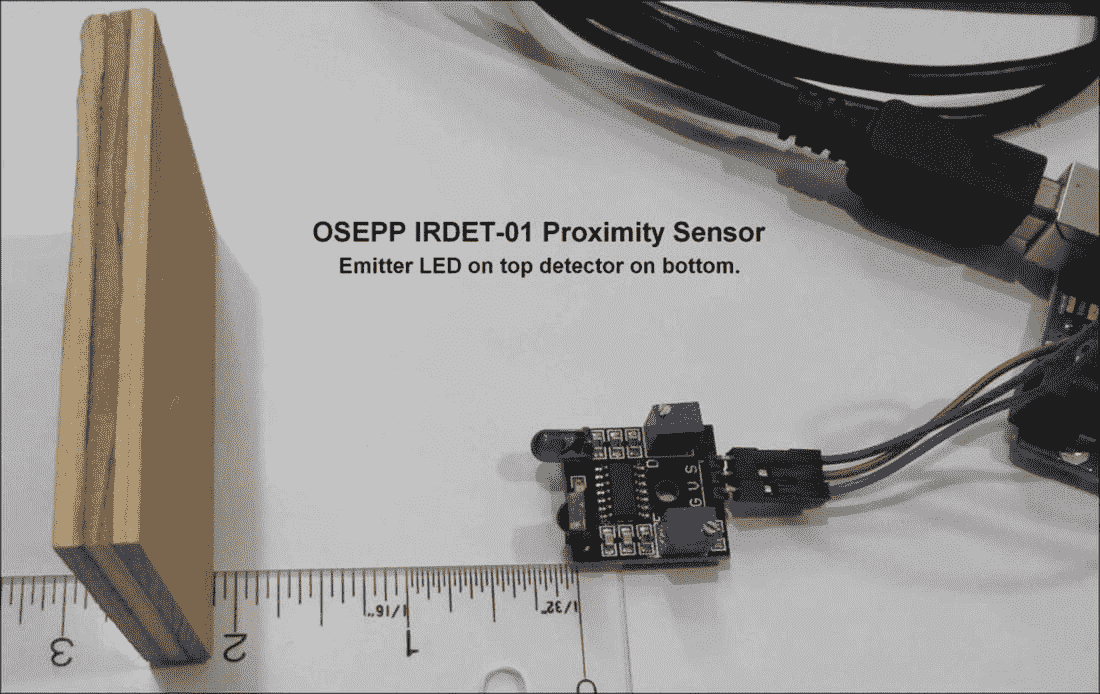 OSEPP IRDET-01 Proximity Sensor
Emitter LED on top detector on bottom.
D
G V S
3
2
1/16"
1
1/32"
0